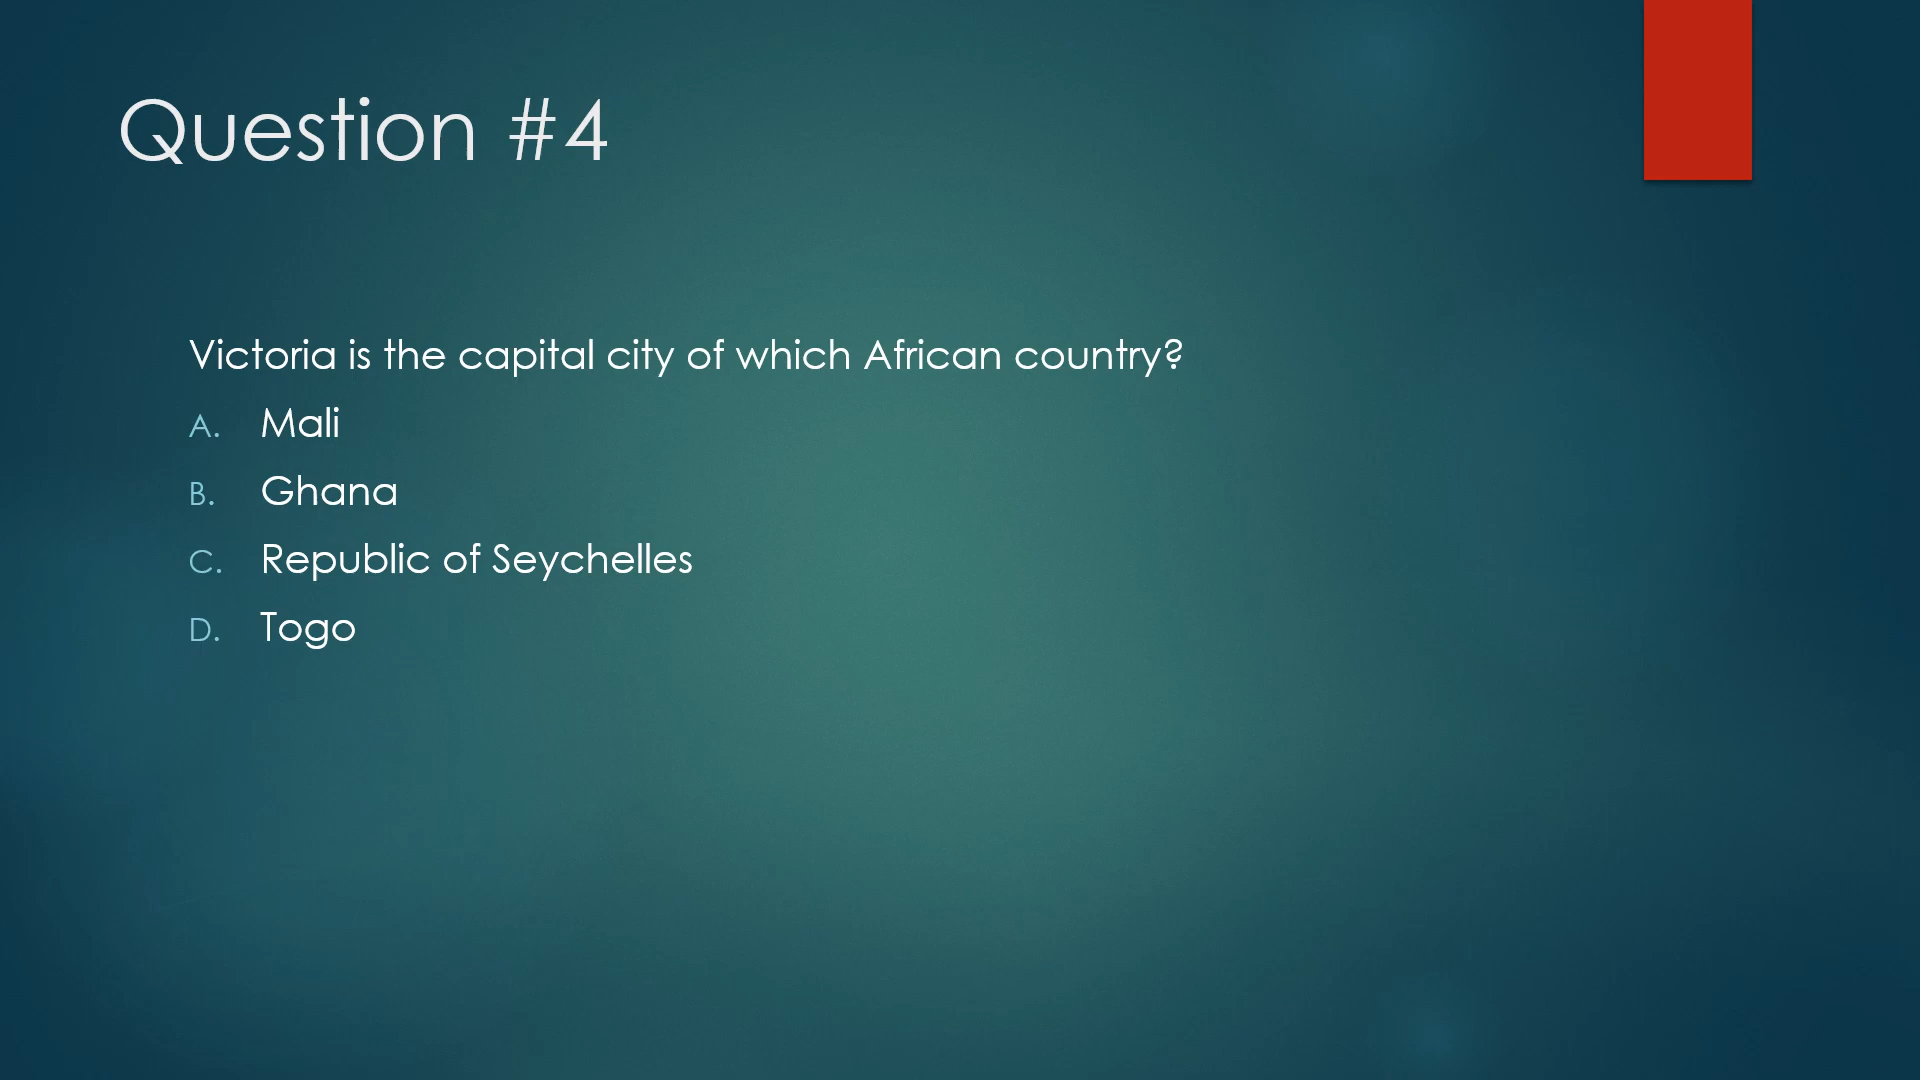 Question #4
Victoria is the capital city of which African country?
A. Mali
B. Ghana
C. Republic of Seychelles
D. Togo